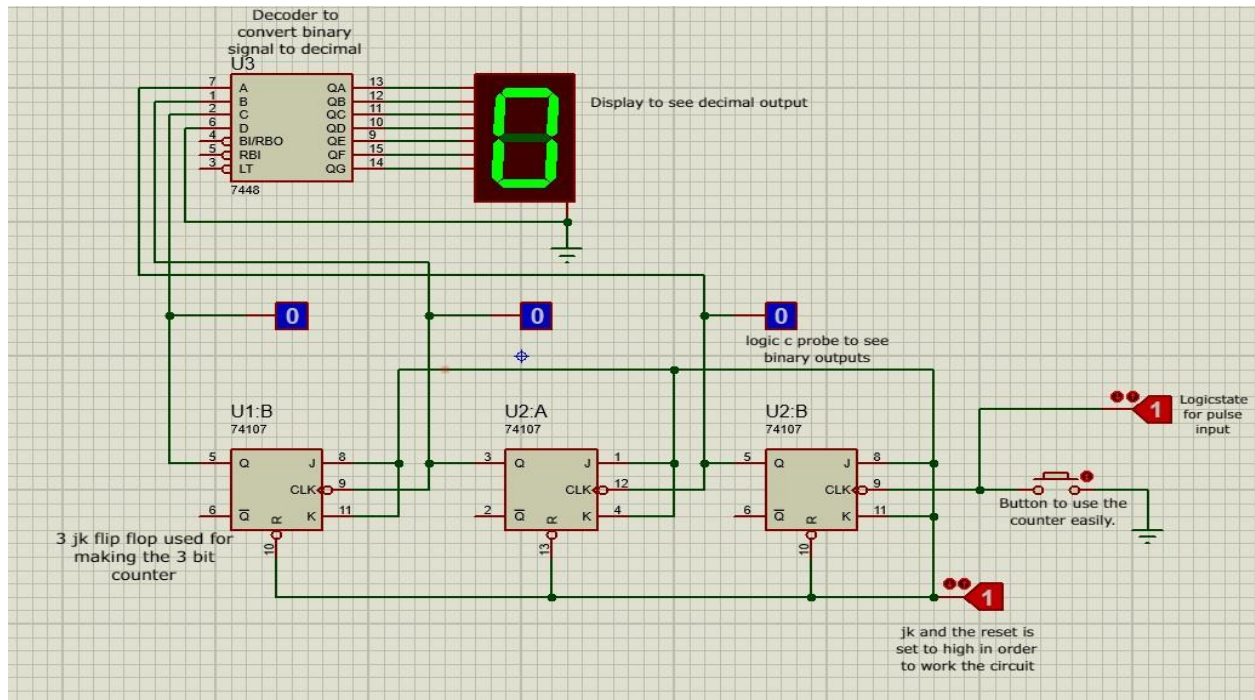 Decoder to
convert binary
signal to decimal
U3
7 A QA 13
1 B QB 12
2 C QC 11
6 D QD 10
4 BI/RBO QE 9
5 RBI QF 15
3 LT QG 14
7448
Display to see decimal output
0
0
0
logic c probe to see
binary outputs
U1:B
74107
5 Q J 8
CLK 9
6 Q K 11
R
10
U2:A
74107
3 Q J 1
CLK 12
2 Q K 4
R
13
U2:B
74107
5 Q J 8
CLK 9
6 Q K 11
R
10
1
Logicstate
for pulse
input
Button to use the
counter easily.
3 jk flip flop used for
making the 3 bit
counter
1
jk and the reset is
set to high in order
to work the circuit